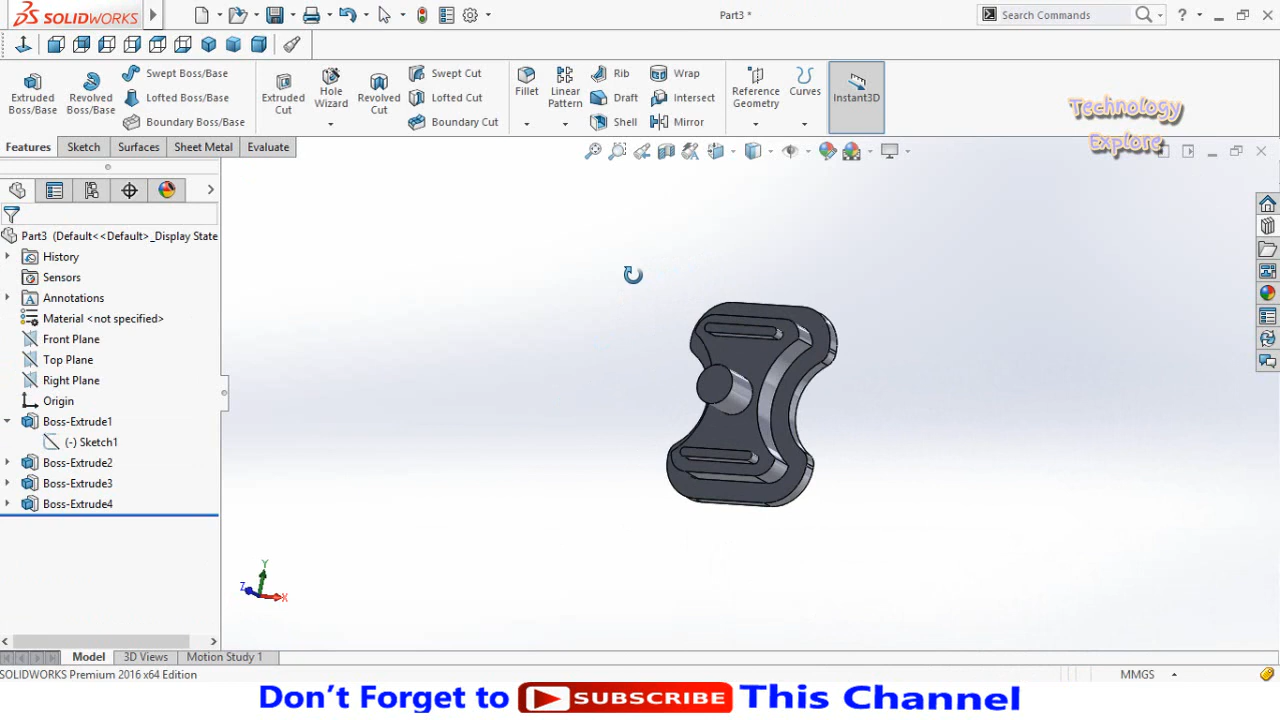 SOLIDWORKS
Part3 *
Search Commands
?
Extruded Boss/Base
Revolved Boss/Base
Swept Boss/Base
Lofted Boss/Base
Boundary Boss/Base
Extruded Cut
Hole Wizard
Revolved Cut
Swept Cut
Lofted Cut
Boundary Cut
Fillet
Linear Pattern
Rib
Draft
Shell
Wrap
Intersect
Mirror
Reference Geometry
Curves
Instant3D
Technology
Explore
Features
Sketch
Surfaces
Sheet Metal
Evaluate
Part3 (Default<<Default>_Display State
History
Sensors
A Annotations
Material <not specified>
Front Plane
Top Plane
Right Plane
Origin
Boss-Extrude1
(-) Sketch1
Boss-Extrude2
Boss-Extrude3
Boss-Extrude4
Y
Z
X
Model
3D Views
Motion Study 1
SOLIDWORKS Premium 2016 x64 Edition
MMGS
Don't Forget to SUBSCRIBE This Channel